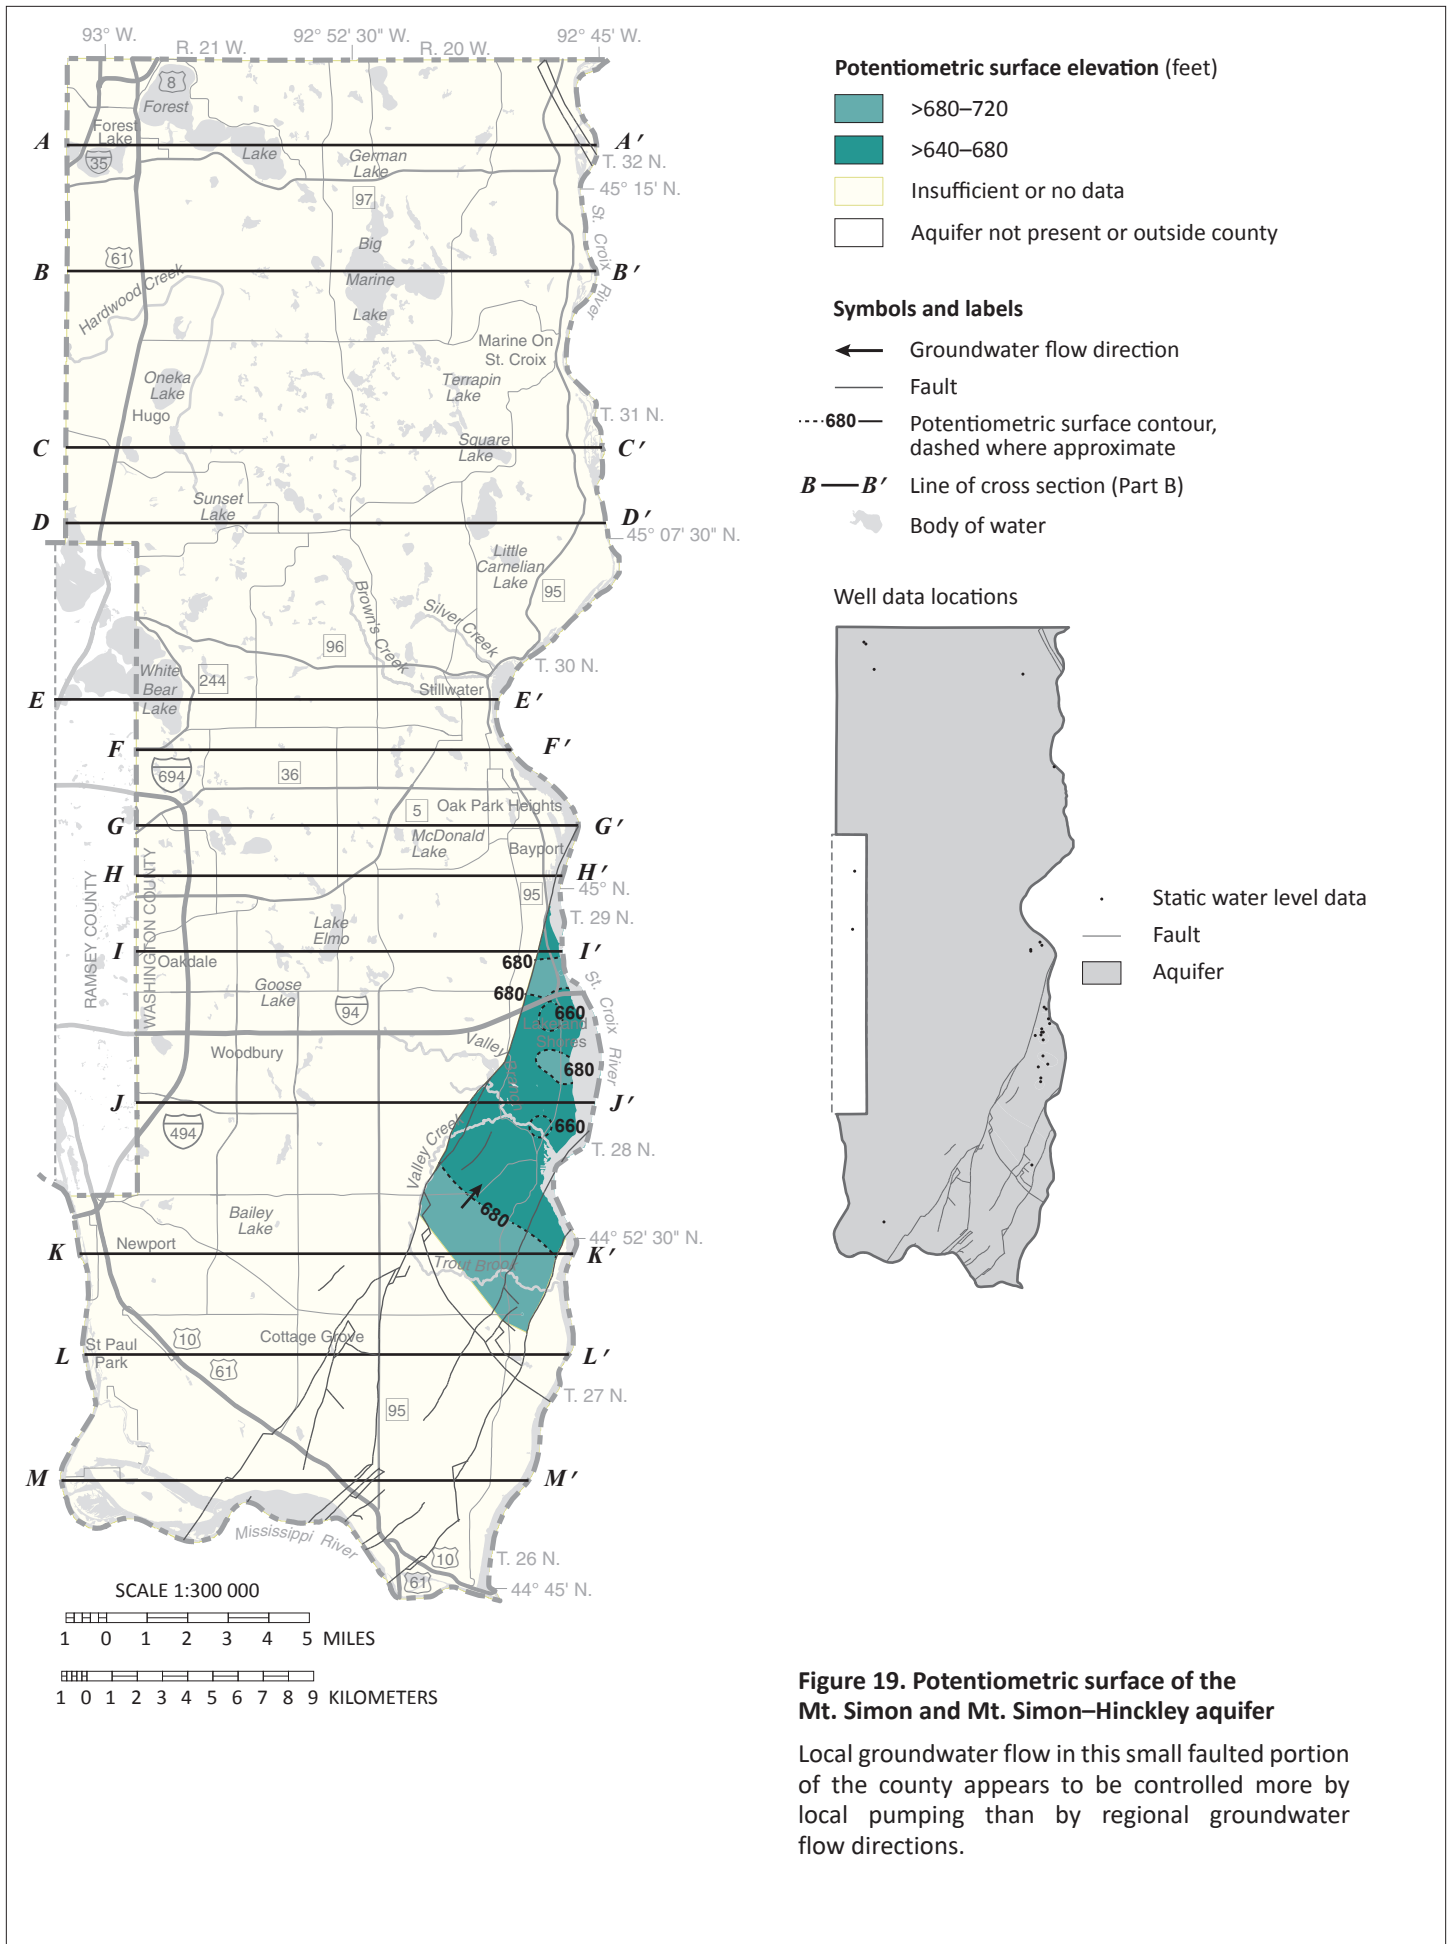 93° W.
R. 21 W.
92° 52' 30" W.
R. 20 W.
92° 45' W.
8
Forest
Forest
Lake
Lake
35
A
A'
German
Lake
T. 32 N.
45° 15' N.
97
Big
Marine
Lake
St. Croix River
61
B
B'
Hardwood Creek
Marine On
St. Croix
Oneka
Lake
Terrapin
Lake
Hugo
T. 31 N.
C
C'
Square
Lake
Sunset
Lake
D
D'
45° 07' 30" N.
Little
Carnelian
Lake
95
Brown's Creek
Silver Creek
96
T. 30 N.
White
Bear
Lake
244
Stillwater
E
E'
F
F'
694
36
5
Oak Park Heights
G
G'
McDonald
Lake
Bayport
H
H'
95
45° N.
RAMSEY COUNTY
WASHINGTON COUNTY
T. 29 N.
Lake
Elmo
I
I'
Oakdale
680
Goose
Lake
680
94
660
St. Croix River
Lakeland
Shores
Woodbury
Valley
680
J
J'
494
660
Valley Creek
T. 28 N.
680
Bailey
Lake
44° 52' 30" N.
Newport
K
K'
Trout Brook
10
Cottage Grove
St Paul
Park
L
L'
61
T. 27 N.
95
M
M'
Mississippi River
10
T. 26 N.
61
44° 45' N.
SCALE 1:300 000
1 0 1 2 3 4 5 MILES
1 0 1 2 3 4 5 6 7 8 9 KILOMETERS
Potentiometric surface elevation (feet)
>680–720
>640–680
Insufficient or no data
Aquifer not present or outside county
Symbols and labels
Groundwater flow direction
Fault
680 Potentiometric surface contour,
dashed where approximate
B B' Line of cross section (Part B)
Body of water
Well data locations
Static water level data
Fault
Aquifer
Figure 19. Potentiometric surface of the
Mt. Simon and Mt. Simon–Hinckley aquifer
Local groundwater flow in this small faulted portion
of the county appears to be controlled more by
local pumping than by regional groundwater
flow directions.